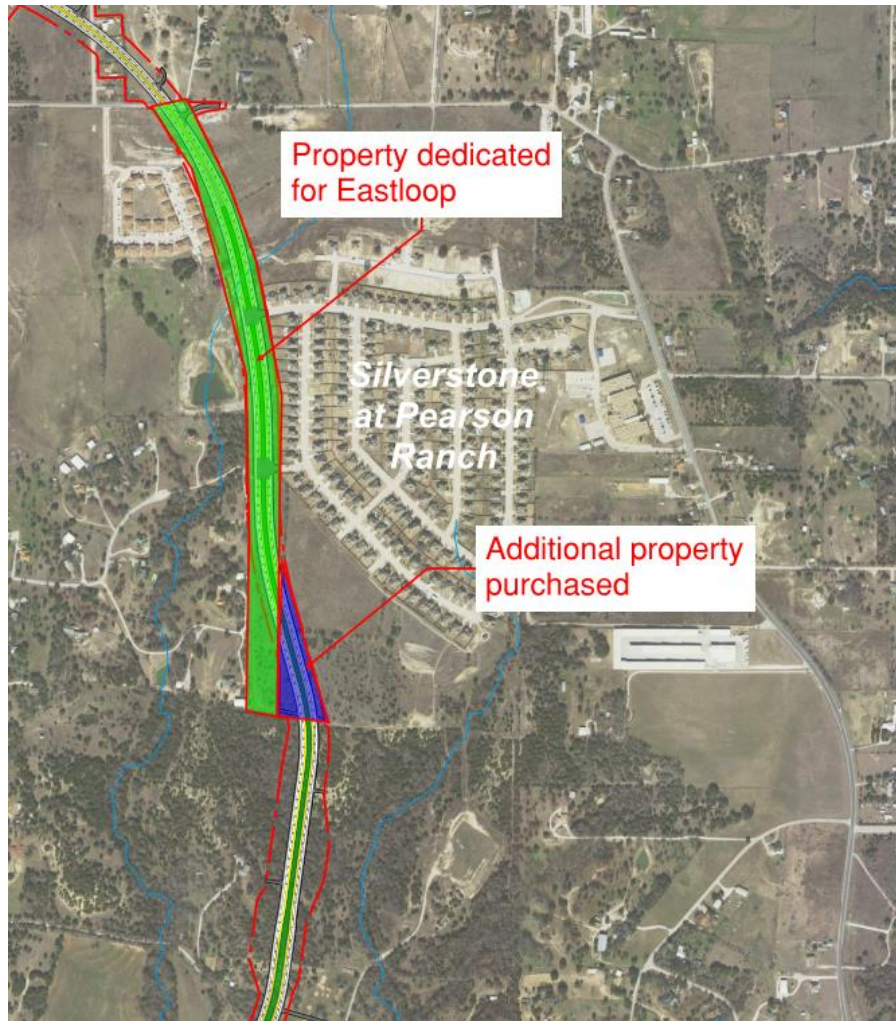 Property dedicated
for Eastloop
Silverstone
at Pearson
Ranch
Additional property
purchased